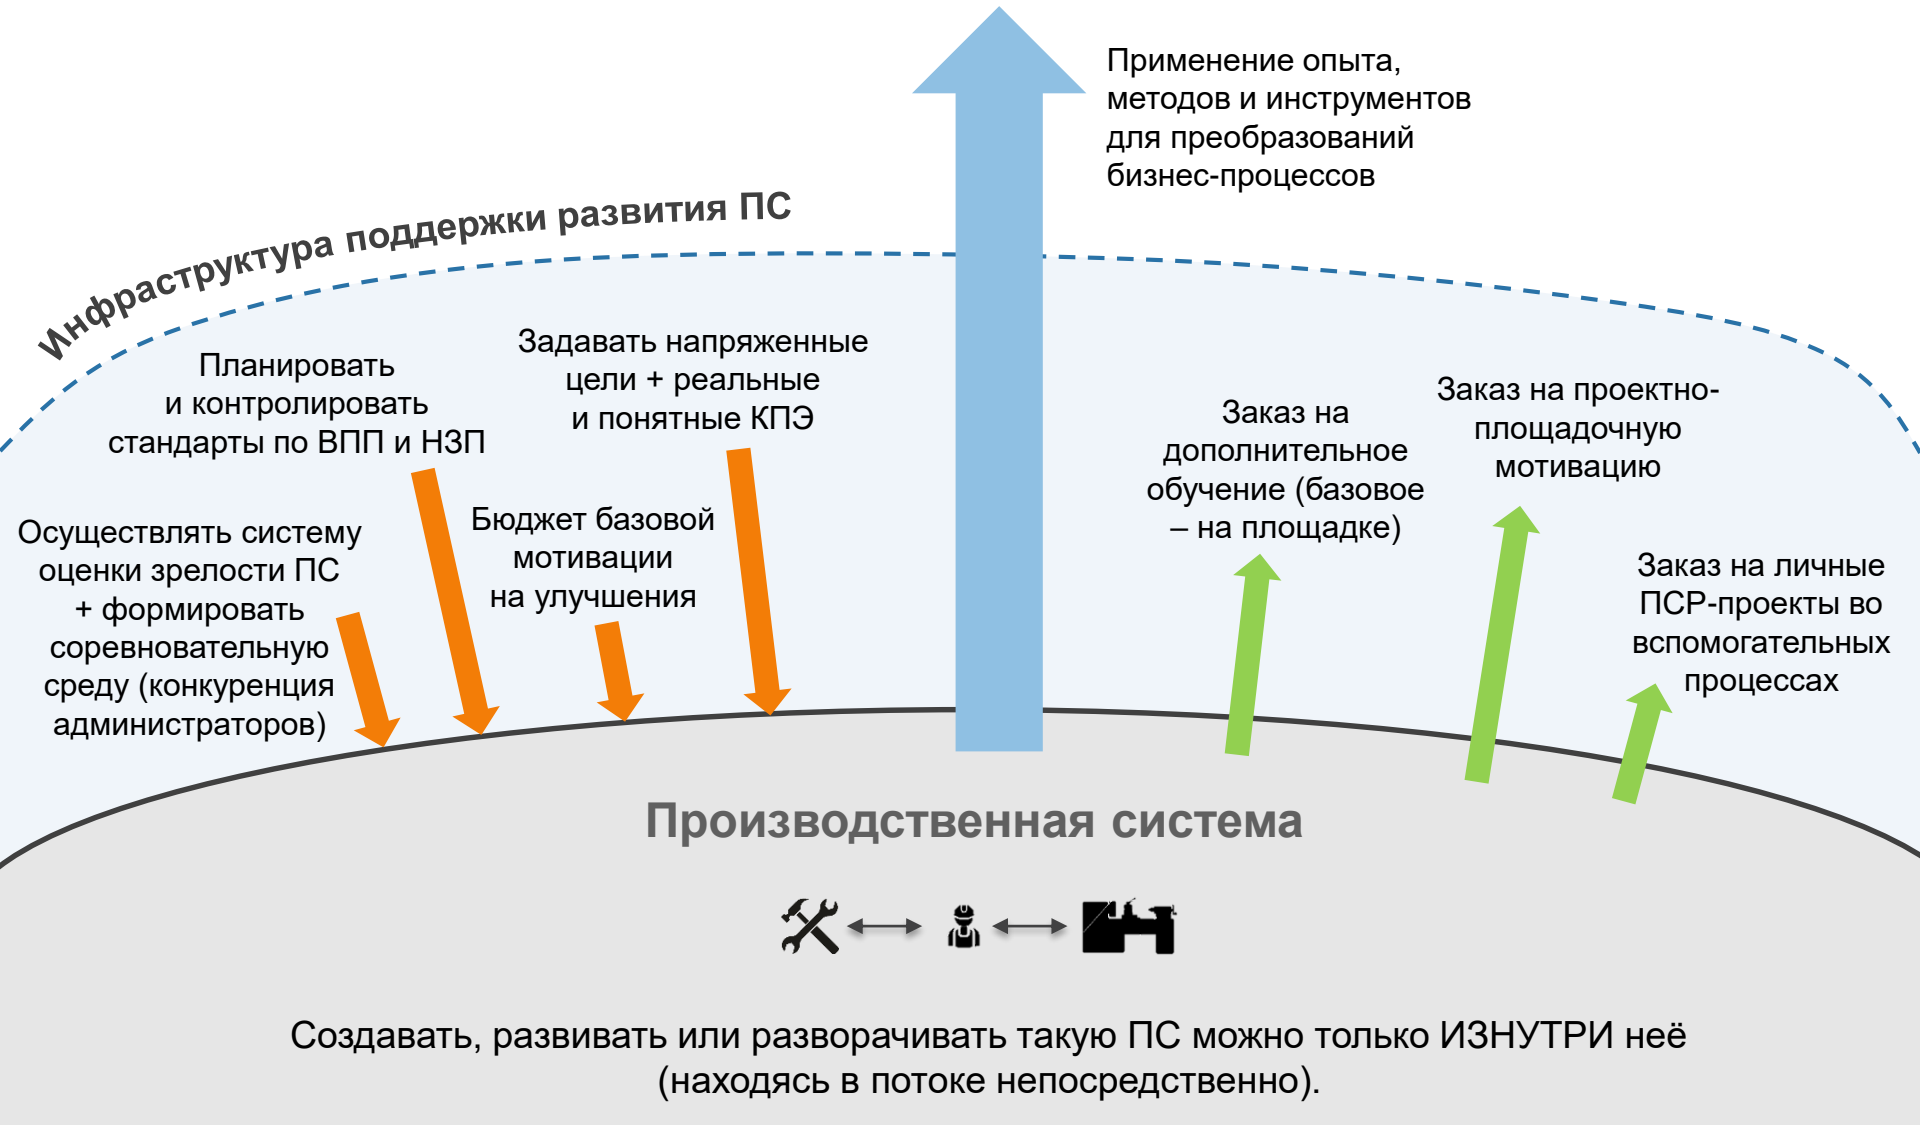 Применение опыта,
методов и инструментов
для преобразований
бизнес-процессов
Инфраструктура поддержки развития ПС
Планировать
и контролировать
стандарты по ВПП и НЗП
Задавать напряженные
цели + реальные
и понятные КПЭ
Осуществлять систему
оценки зрелости ПС
+ формировать
соревновательную
среду (конкуренция
администраторов)
Бюджет базовой
мотивации
на улучшения
Заказ на
дополнительное
обучение (базовое
– на площадке)
Заказ на проектно-
площадочную
мотивацию
Заказ на личные
ПСР-проекты во
вспомогательных
процессах
Производственная система
Создавать, развивать или разворачивать такую ПС можно только ИЗНУТРИ неё
(находясь в потоке непосредственно).